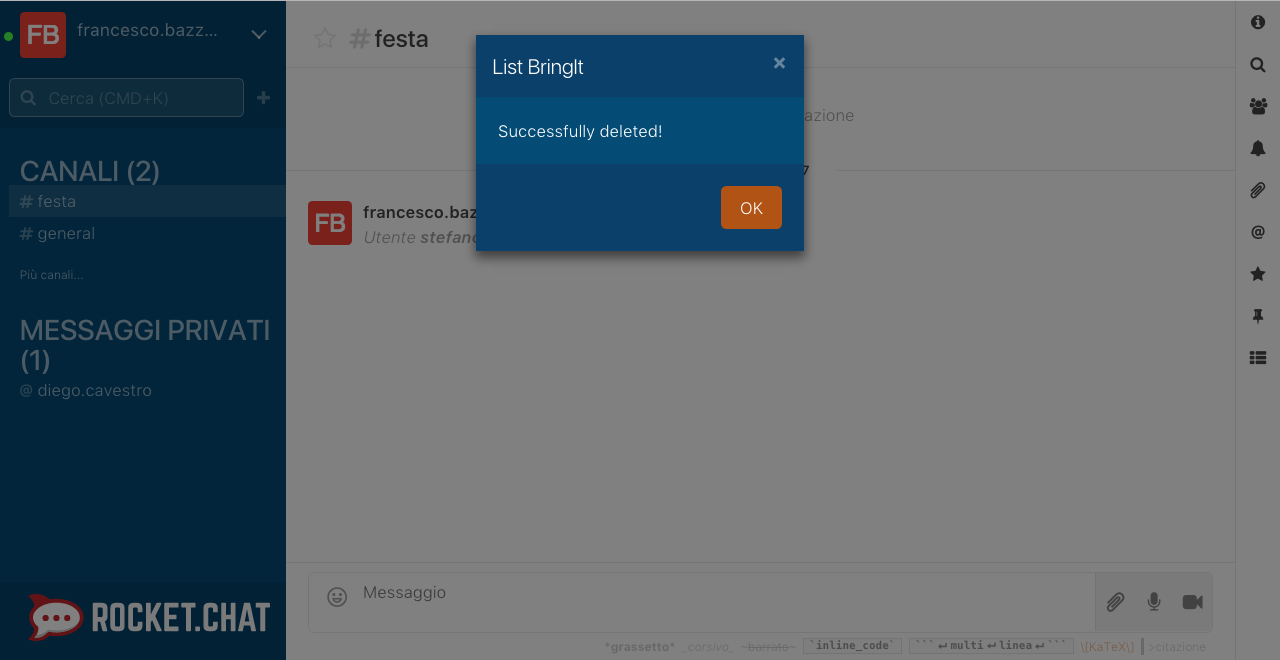 FB
francesco.bazz...
Cerca (CMD+K)
CANALI (2)
# festa
# general
Più canali...
MESSAGGI PRIVATI
(1)
@ diego.cavestro
ROCKET.CHAT
#festa
List BringIt
×
Successfully deleted!
OK
azione
7
FB
francesco.baz
Utente stefano
Messaggio
*grassetto* _corsivo_ ~barrato~ `inline_code` ```↵multi↵linea↵``` \[KaTeX\] >citazione
@